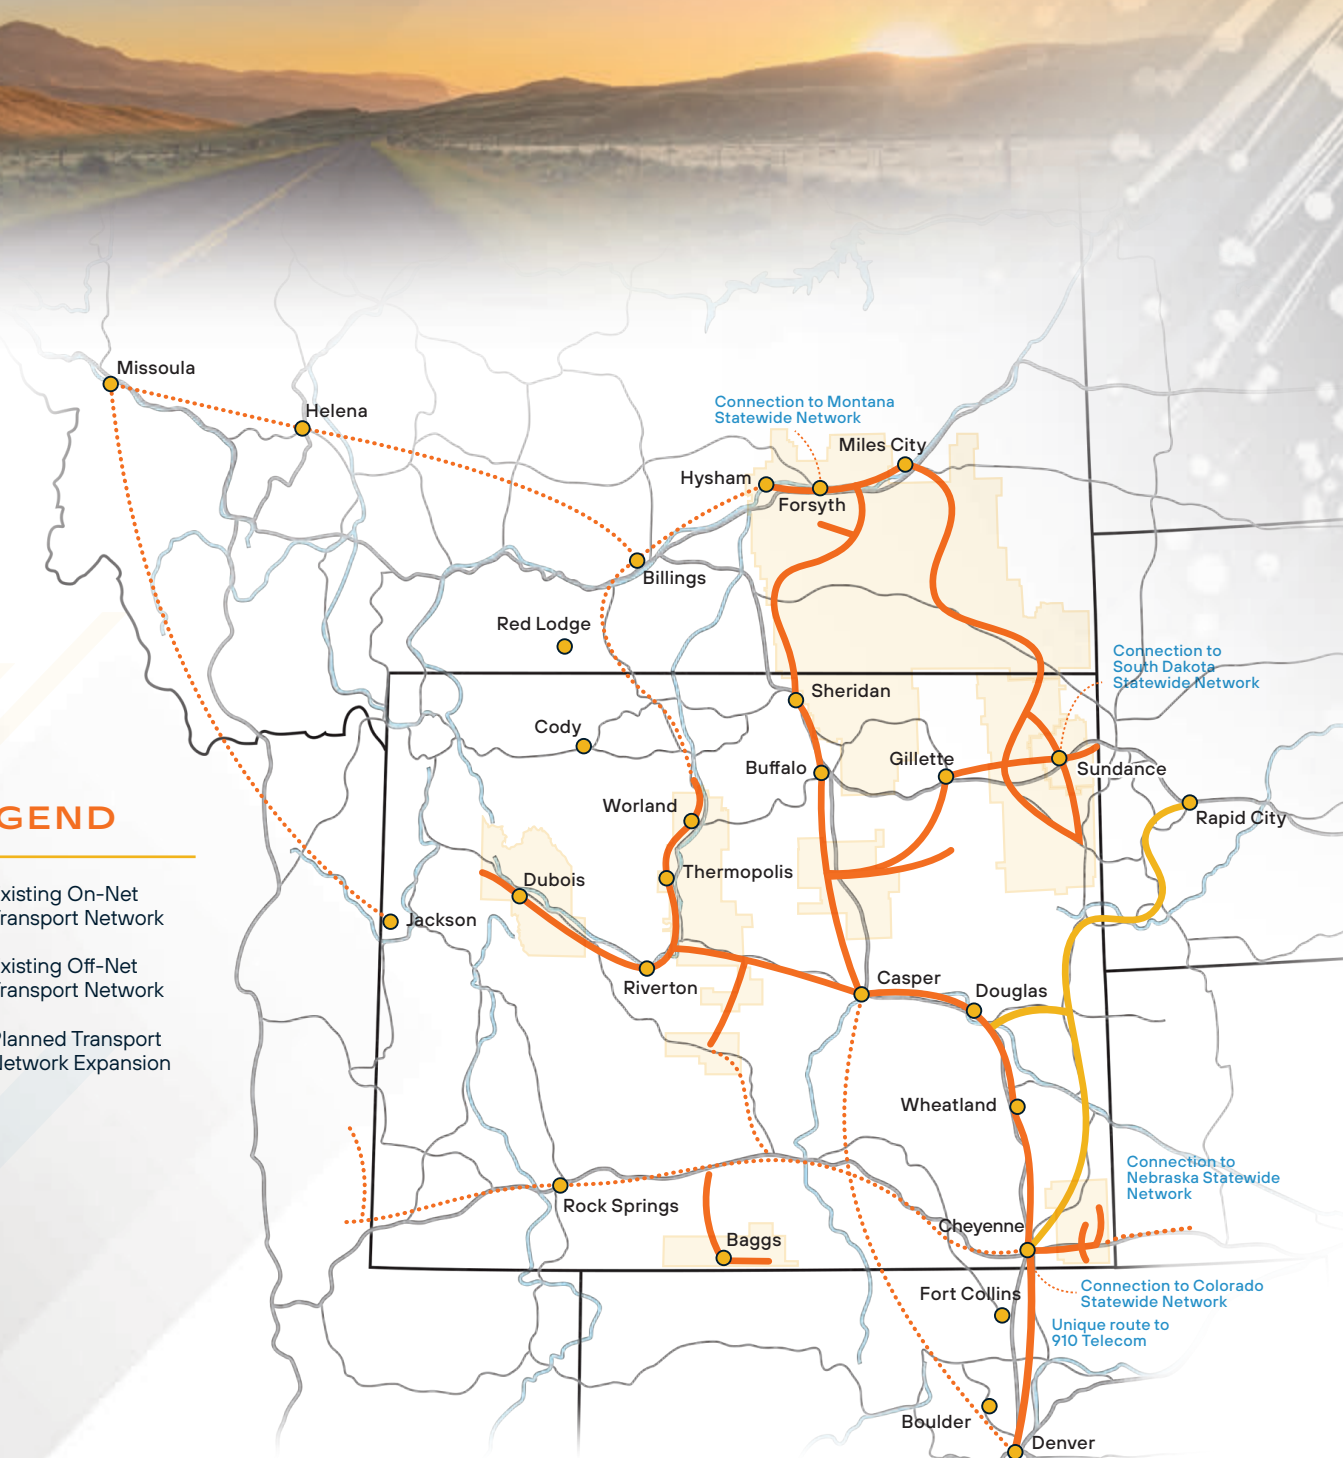 Missoula
Helena
Connection to Montana
Statewide Network
Miles City
Hysham
Forsyth
Billings
Red Lodge
Connection to
South Dakota
Statewide Network
Sheridan
Cody
Buffalo
Gillette
Sundance
Worland
Rapid City
GEND
xisting On-Net
ransport Network
Thermopolis
Dubois
Jackson
xisting Off-Net
ransport Network
Riverton
Casper
Douglas
lanned Transport
etwork Expansion
Wheatland
Connection to
Nebraska Statewide
Network
Rock Springs
Cheyenne
Baggs
Connection to Colorado
Statewide Network
Fort Collins
Unique route to
910 Telecom
Boulder
Denver